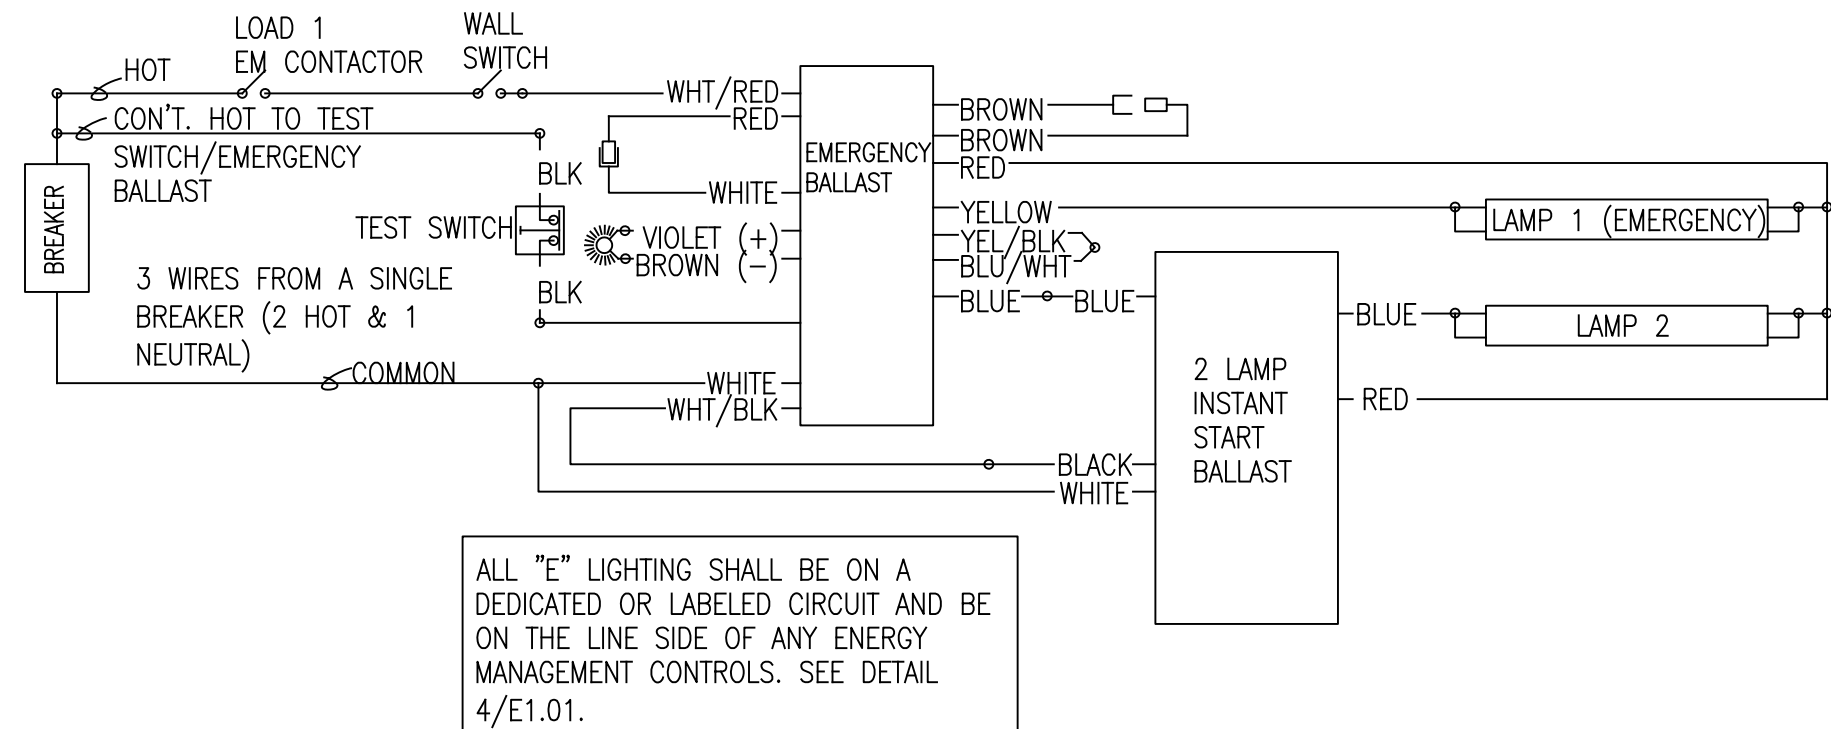 LOAD 1
EM CONTACTOR
WALL
SWITCH
HOT
CON'T. HOT TO TEST
SWITCH/EMERGENCY
BALLAST
BREAKER
3 WIRES FROM A SINGLE
BREAKER (2 HOT & 1
NEUTRAL)
COMMON
BLK
TEST SWITCH
BLK
WHT/RED
RED
WHITE
VIOLET (+)
BROWN (-)
WHITE
WHT/BLK
EMERGENCY
BALLAST
BROWN
BROWN
RED
YELLOW
YEL/BLK
BLU/WHT
BLUE
BLUE
BLACK
WHITE
2 LAMP
INSTANT
START
BALLAST
BLUE
RED
LAMP 1 (EMERGENCY)
LAMP 2
ALL "E" LIGHTING SHALL BE ON A
DEDICATED OR LABELED CIRCUIT AND BE
ON THE LINE SIDE OF ANY ENERGY
MANAGEMENT CONTROLS. SEE DETAIL
4/E1.01.